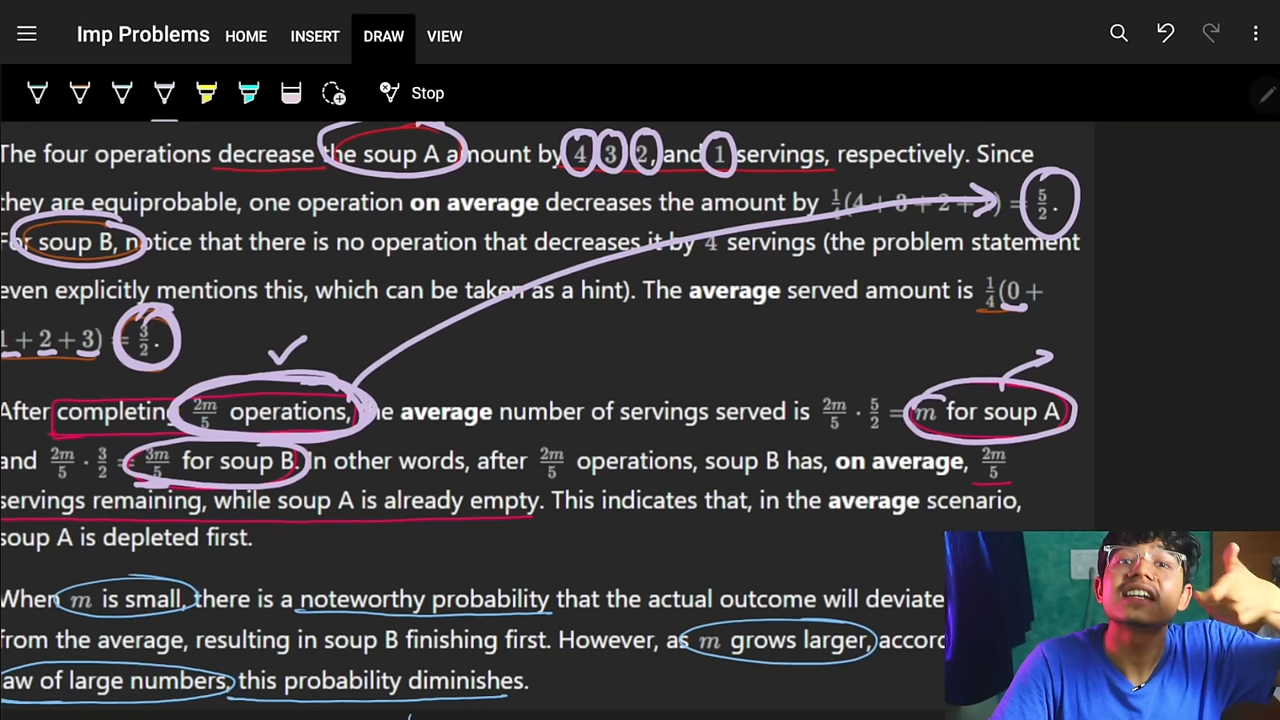 Imp Problems HOME INSERT DRAW VIEW
Stop
The four operations decrease the soup A amount by 4 3 2, and 1 servings, respectively. Since
they are equiprobable, one operation on average decreases the amount by 1/4(4 + 3 + 2 + ) = 5/2.
For soup B, notice that there is no operation that decreases it by 4 servings (the problem statement
even explicitly mentions this, which can be taken as a hint). The average served amount is 1/4(0 +
1 + 2 + 3) = 3/2.
After completing 2m/5 operations, the average number of servings served is 2m/5 · 5/2 = m for soup A
and 2m/5 · 3/2 = 3m/5 for soup B. In other words, after 2m/5 operations, soup B has, on average, 2m/5
servings remaining, while soup A is already empty. This indicates that, in the average scenario,
soup A is depleted first.
When m is small, there is a noteworthy probability that the actual outcome will deviate
from the average, resulting in soup B finishing first. However, as m grows larger, accor
aw of large numbers, this probability diminishes.